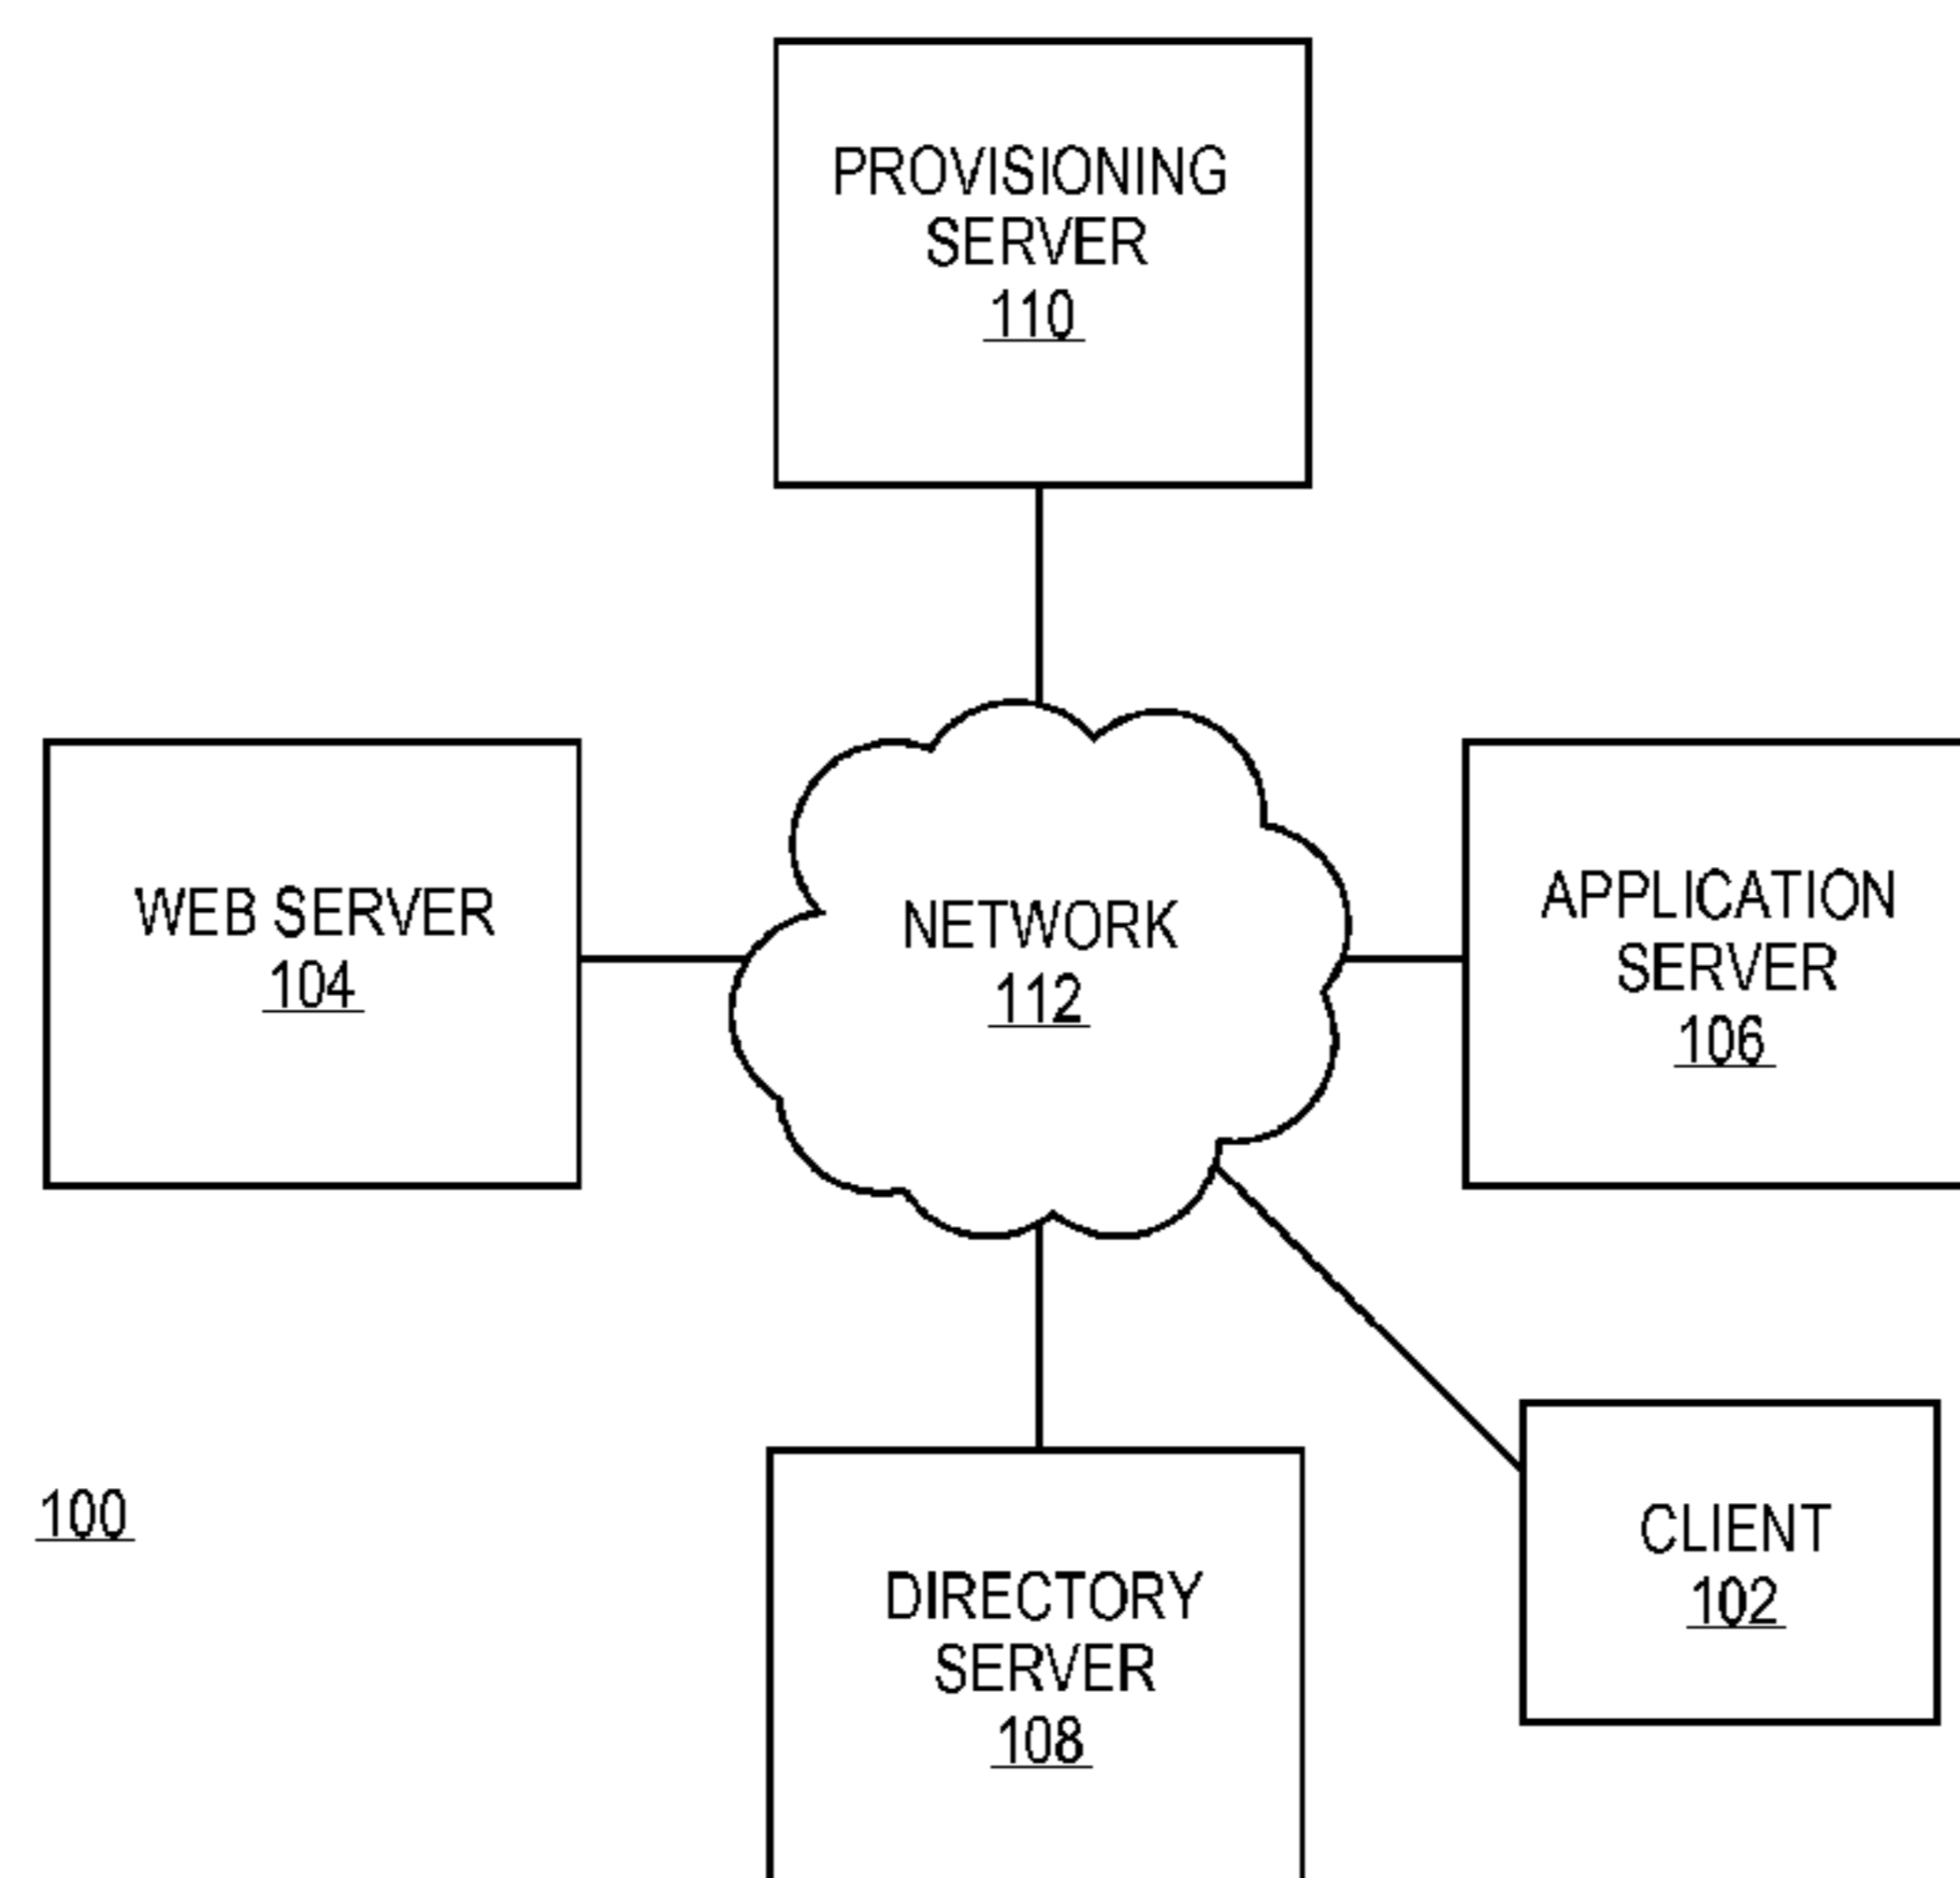 PROVISIONING
SERVER
110
WEB SERVER
104
NETWORK
112
APPLICATION
SERVER
106
100
DIRECTORY
SERVER
108
CLIENT
102